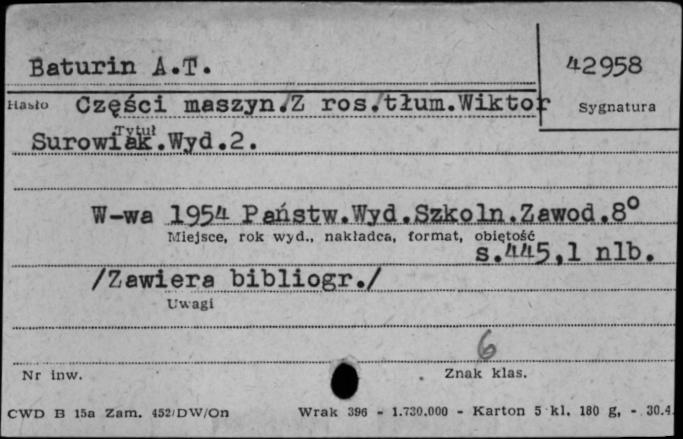 Baturin A.T.
42958
Hasło Części maszyn./Z ros./tłum.Wiktor
Sygnatura
Tytuł
Surowiak.Wyd.2.
W-wa 1954 Państw.Wyd.Szkoln.Zawod.8°
Miejsce, rok wyd., nakładca, format, objętość
s.445,1 nlb.
/Zawiera bibliogr./
Uwagi
6
Nr inw.
Znak klas.
CWD B 15a Zam. 452/DW/On Wrak 396 - 1.730.000 - Karton 5 kl. 180 g, - 30.4.